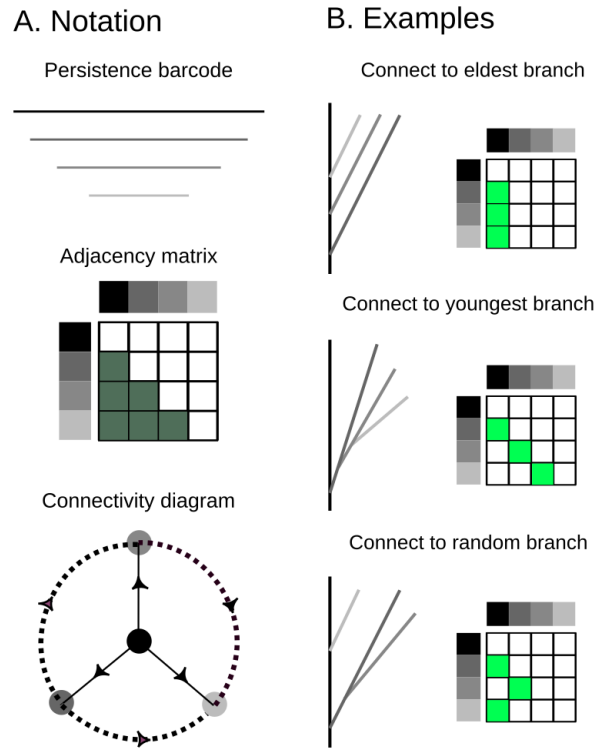 A. Notation
Persistence barcode
Adjacency matrix
Connectivity diagram
B. Examples
Connect to eldest branch
Connect to youngest branch
Connect to random branch